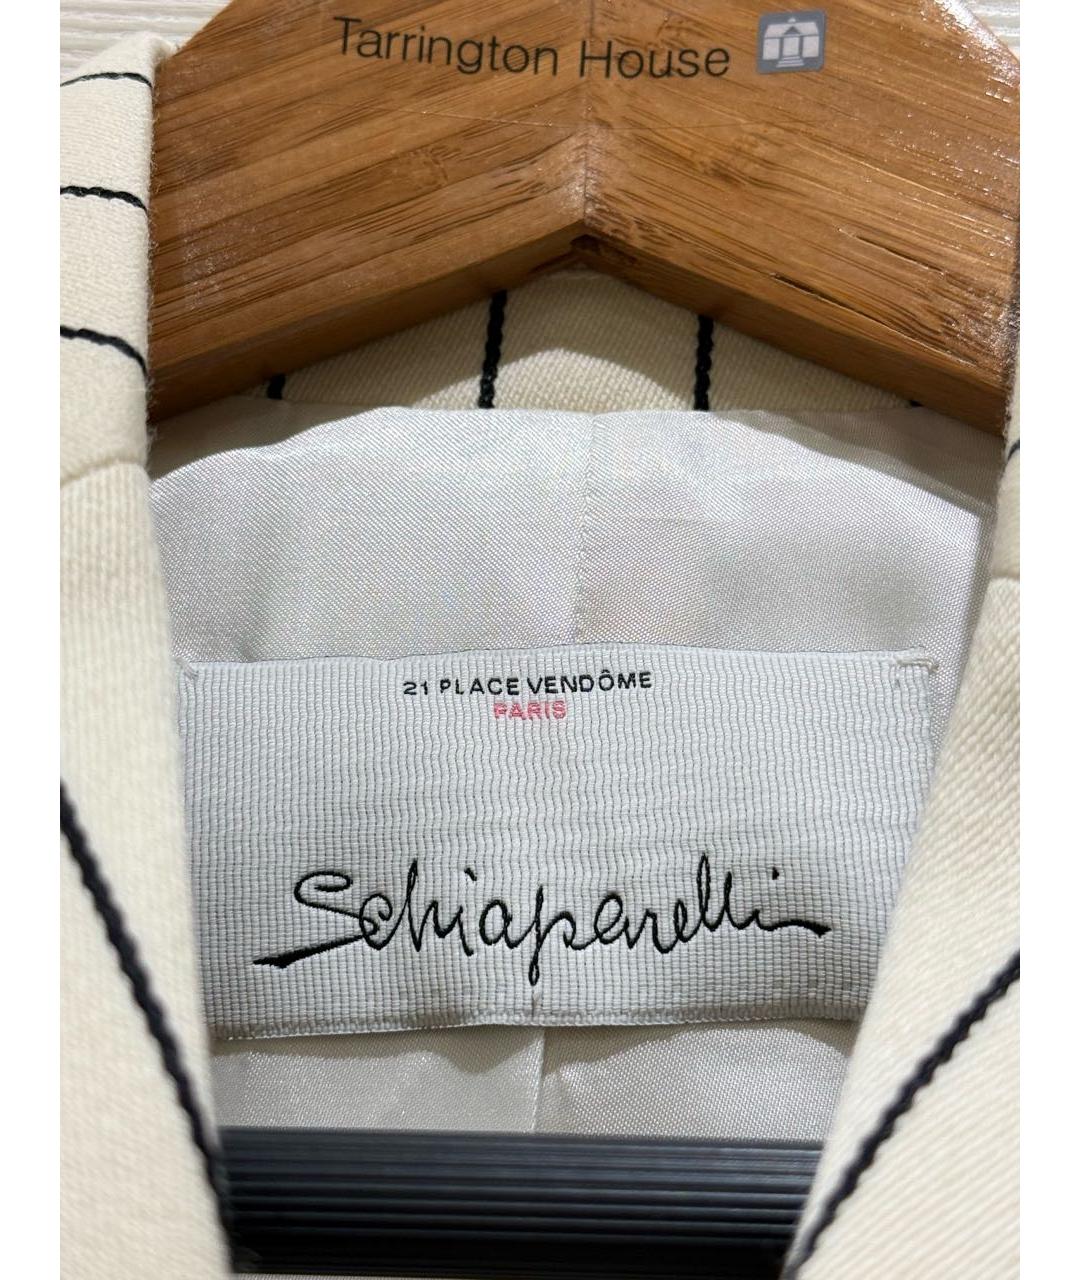 Tarrington House
21 PLACE VENDÔME
PARIS
Schiaparelli